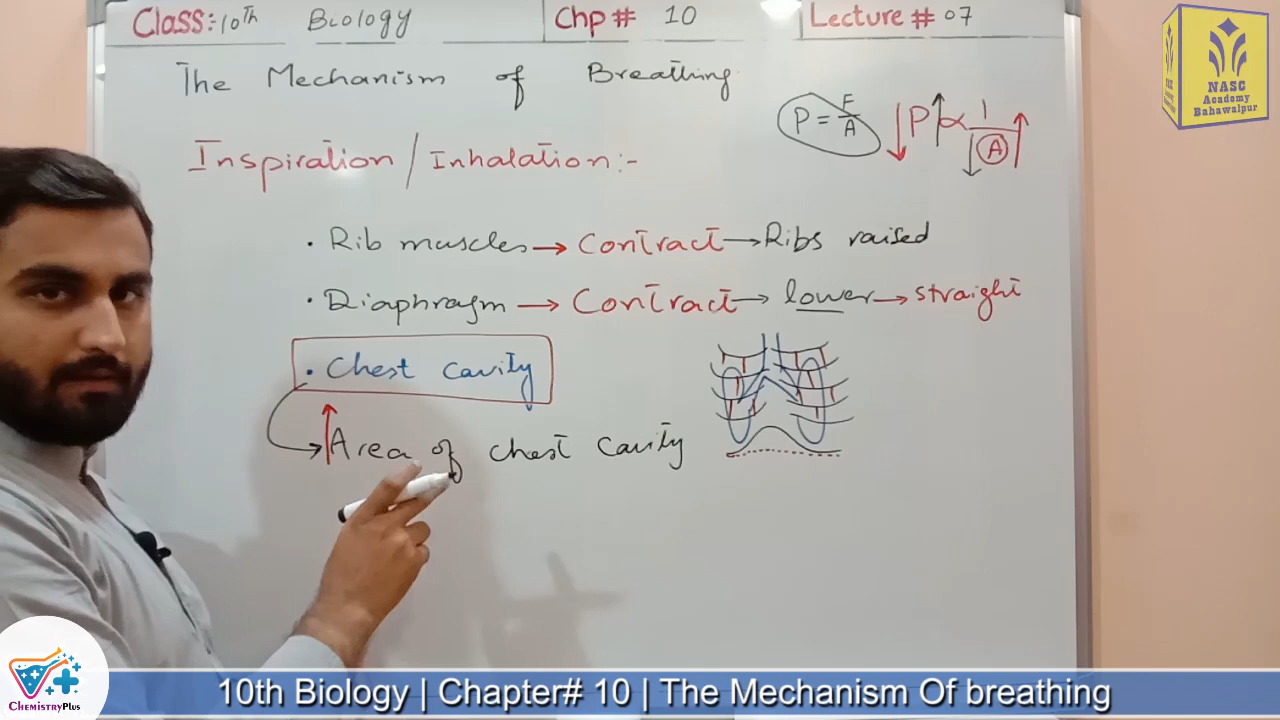 Class: 10th Biology Chp# 10 Lecture # 07
The Mechanism of Breathing
P = F/A P ∝ 1/A
Inspiration / Inhalation:-
· Rib muscles → Contract → Ribs raised
· Diaphragm → Contract → lower → straight
· Chest cavity
Area of chest cavity
NASC
Academy
Bahawalpur
ChemistryPlus
10th Biology | Chapter# 10 | The Mechanism Of breathing